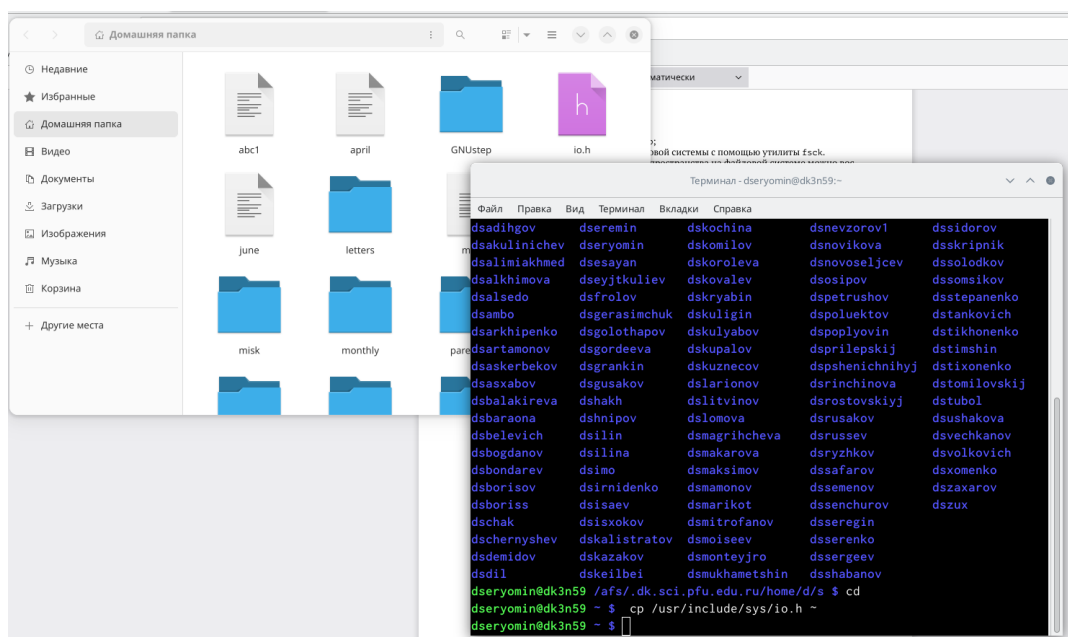 Домашняя папка
Недавние
Избранные
Домашняя папка
Видео
Документы
Загрузки
Изображения
Музыка
Корзина
+ Другие места
abc1 april GNUstep io.h
june letters m
misk monthly pare
матически
вой системы с помощью утилиты fsck.
Терминал - dseryomin@dk3n59:~
Файл Правка Вид Терминал Вкладки Справка
dsadihgov dseremin dskochina dsnevzorov1 dssidorov
dsakulinichev dseryomin dskomilov dsnovikova dsskripnik
dsalimiakhmed dsesayan dskoroleva dsnovoseljcev dssolodkov
dsalkhimova dseyjtkuliev dskovalev dsosipov dssomsikov
dsalsedo dsfrolov dskryabin dspetrushov dsstepanenko
dsambo dsgerasimchuk dskuligin dspoluektov dstankovich
dsarkhipenko dsgolothapov dskulyabov dspoplyovin dstikhonenko
dsartamonov dsgordeeva dskupalov dsprilepskij dstimshin
dsaskerbekov dsgrankin dskuznecov dspshenichnihyj dstixonenko
dsasxabov dsgusakov dslarionov dsrinchinova dstomilovskij
dsbalakireva dshakh dslitvinov dsrostovskiyj dstubol
dsbaraona dshnipov dslomova dsrusakov dsushakova
dsbelevich dsilin dsmagrihcheva dsrussev dsvechkanov
dsbogdanov dsilina dsmakarova dsryzhkov dsvolkovich
dsbondarev dsimo dsmaksimov dssafarov dsxomenko
dsborisov dsirnidenko dsmamonov dssemenov dszaxarov
dsboriss dsisaev dsmarikot dssenchurov dszux
dschak dsisxokov dsmitrofanov dsseregin
dschernyshev dskalistratov dsmoiseev dsserenko
dsdemidov dskazakov dsmonteyjro dssergeev
dsdil dskeilbei dsmukhametshin dsshabanov
dseryomin@dk3n59 /afs/.dk.sci.pfu.edu.ru/home/d/s $ cd
dseryomin@dk3n59 ~ $ cp /usr/include/sys/io.h ~
dseryomin@dk3n59 ~ $